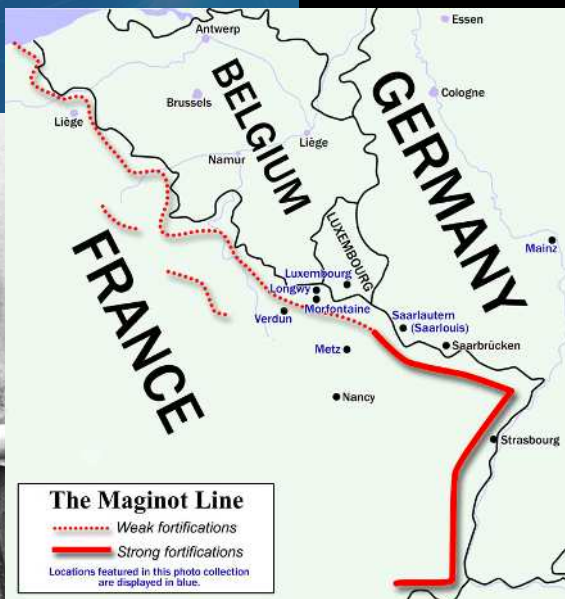 Essen
Antwerp
Cologne
Brussels
Liège
Liège
Namur
BELGIUM
GERMANY
LUXEMBOURG
Mainz
FRANCE
Luxembourg
Longwy
Morfontaine
Verdun
Saarlautern
(Saarlouis)
Saarbrücken
Metz
Nancy
Strasbourg
The Maginot Line
Weak fortifications
Strong fortifications
Locations featured in this photo collection
are displayed in blue.